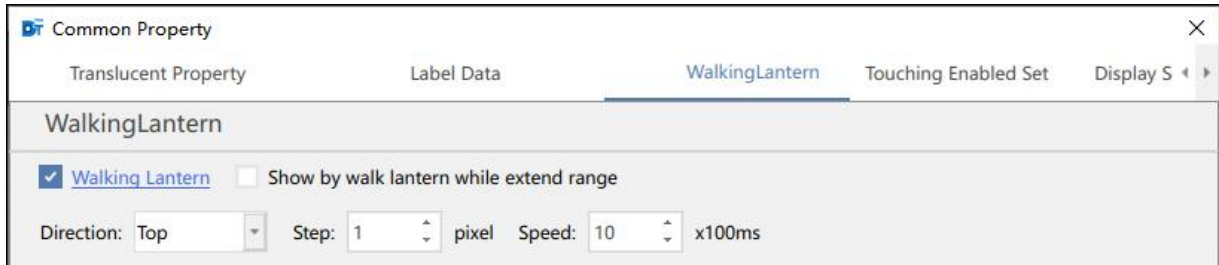 DT Common Property
Translucent Property Label Data WalkingLantern Touching Enabled Set Display S
WalkingLantern
Walking Lantern Show by walk lantern while extend range
Direction: Top Step: 1 pixel Speed: 10 x100ms